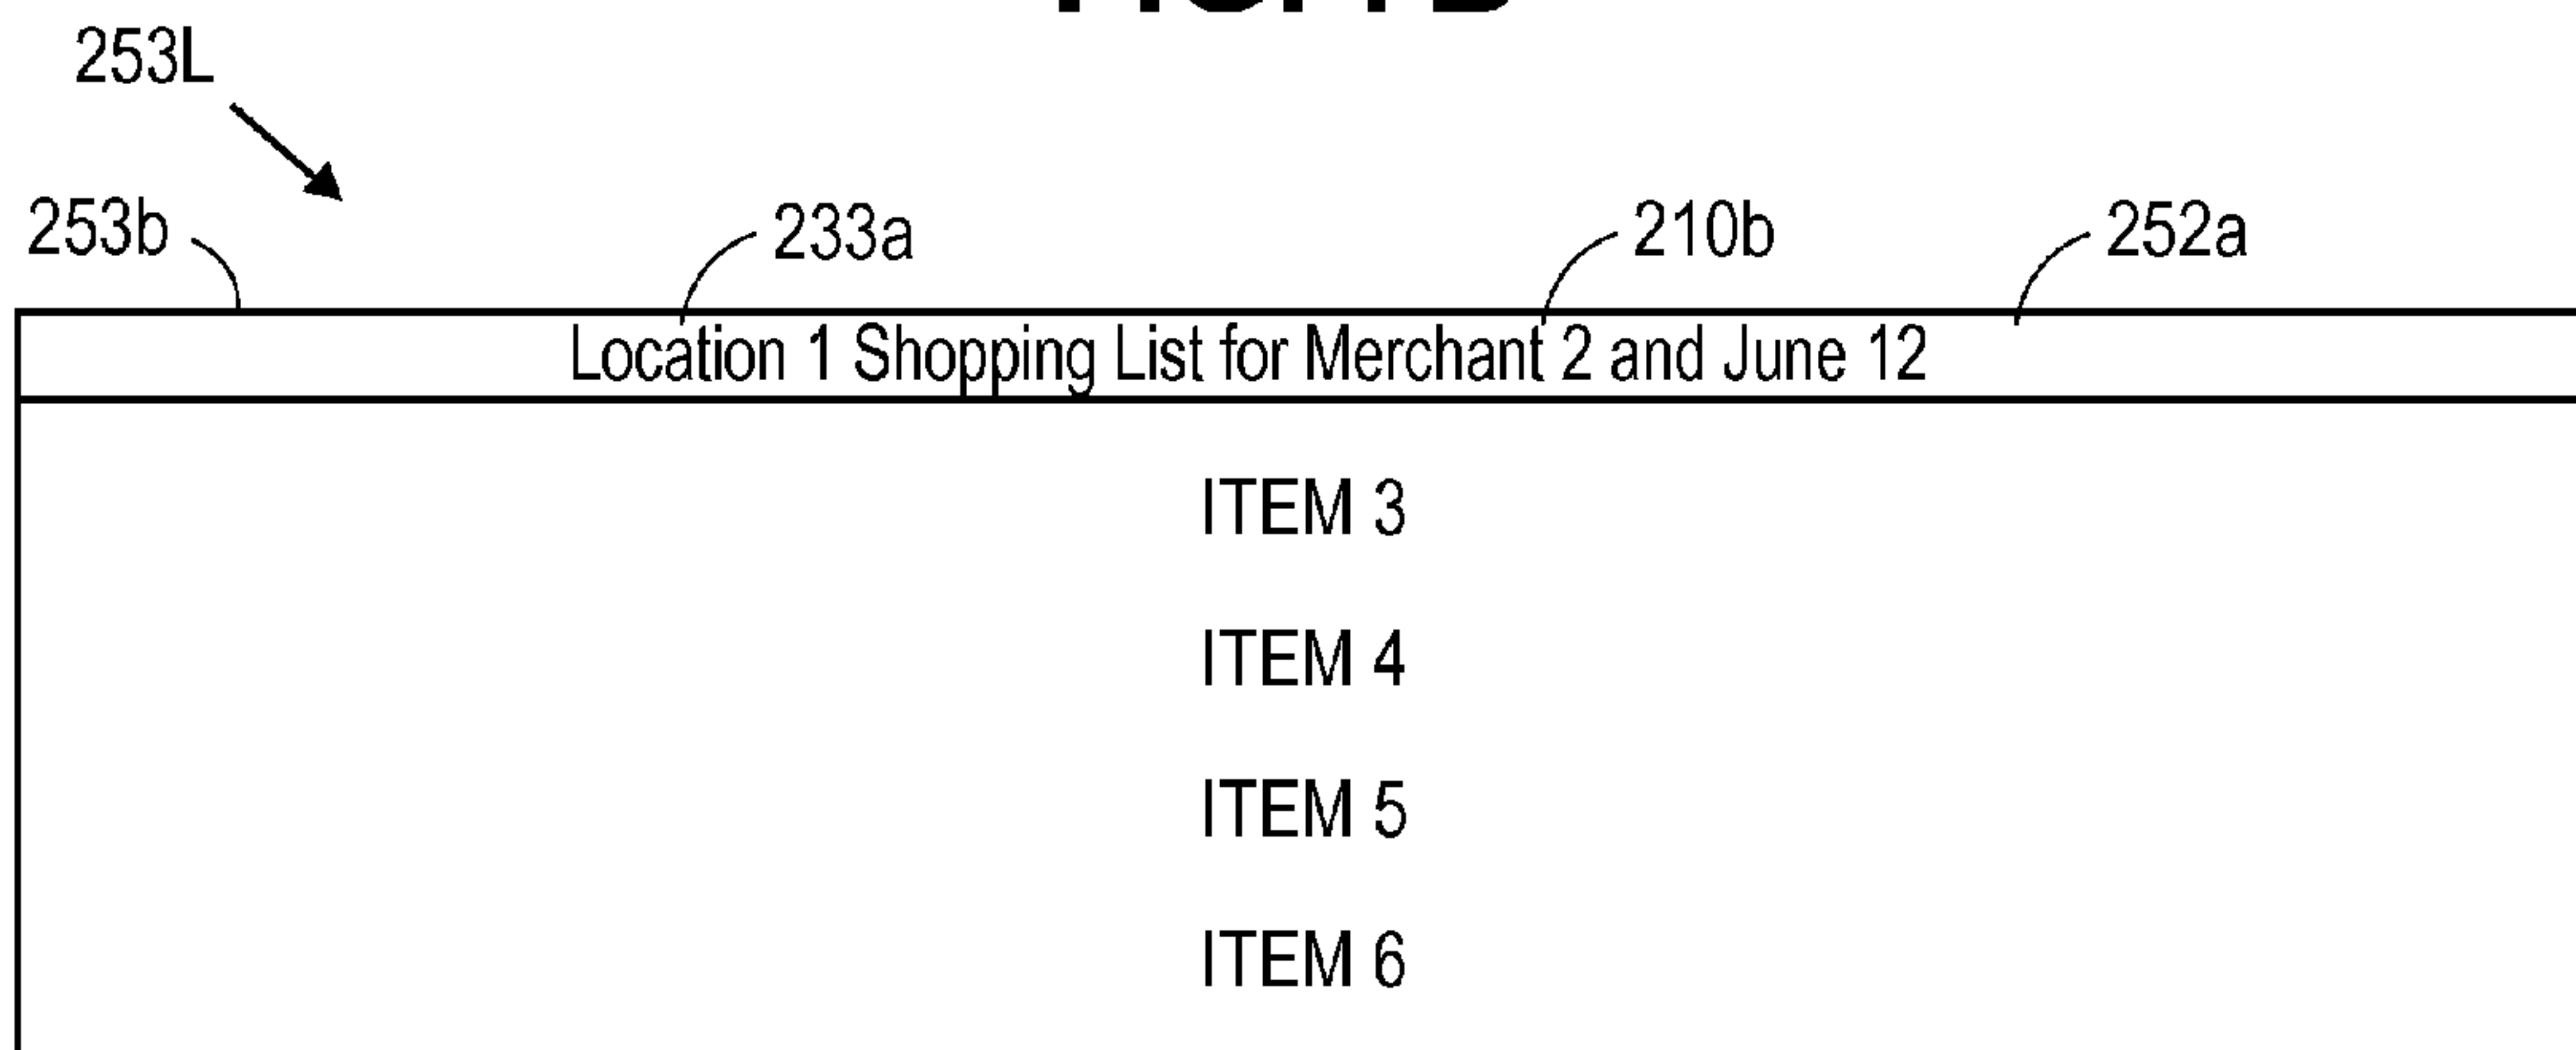 253L
253b 233a 210b 252a
Location 1 Shopping List for Merchant 2 and June 12
ITEM 3
ITEM 4
ITEM 5
ITEM 6